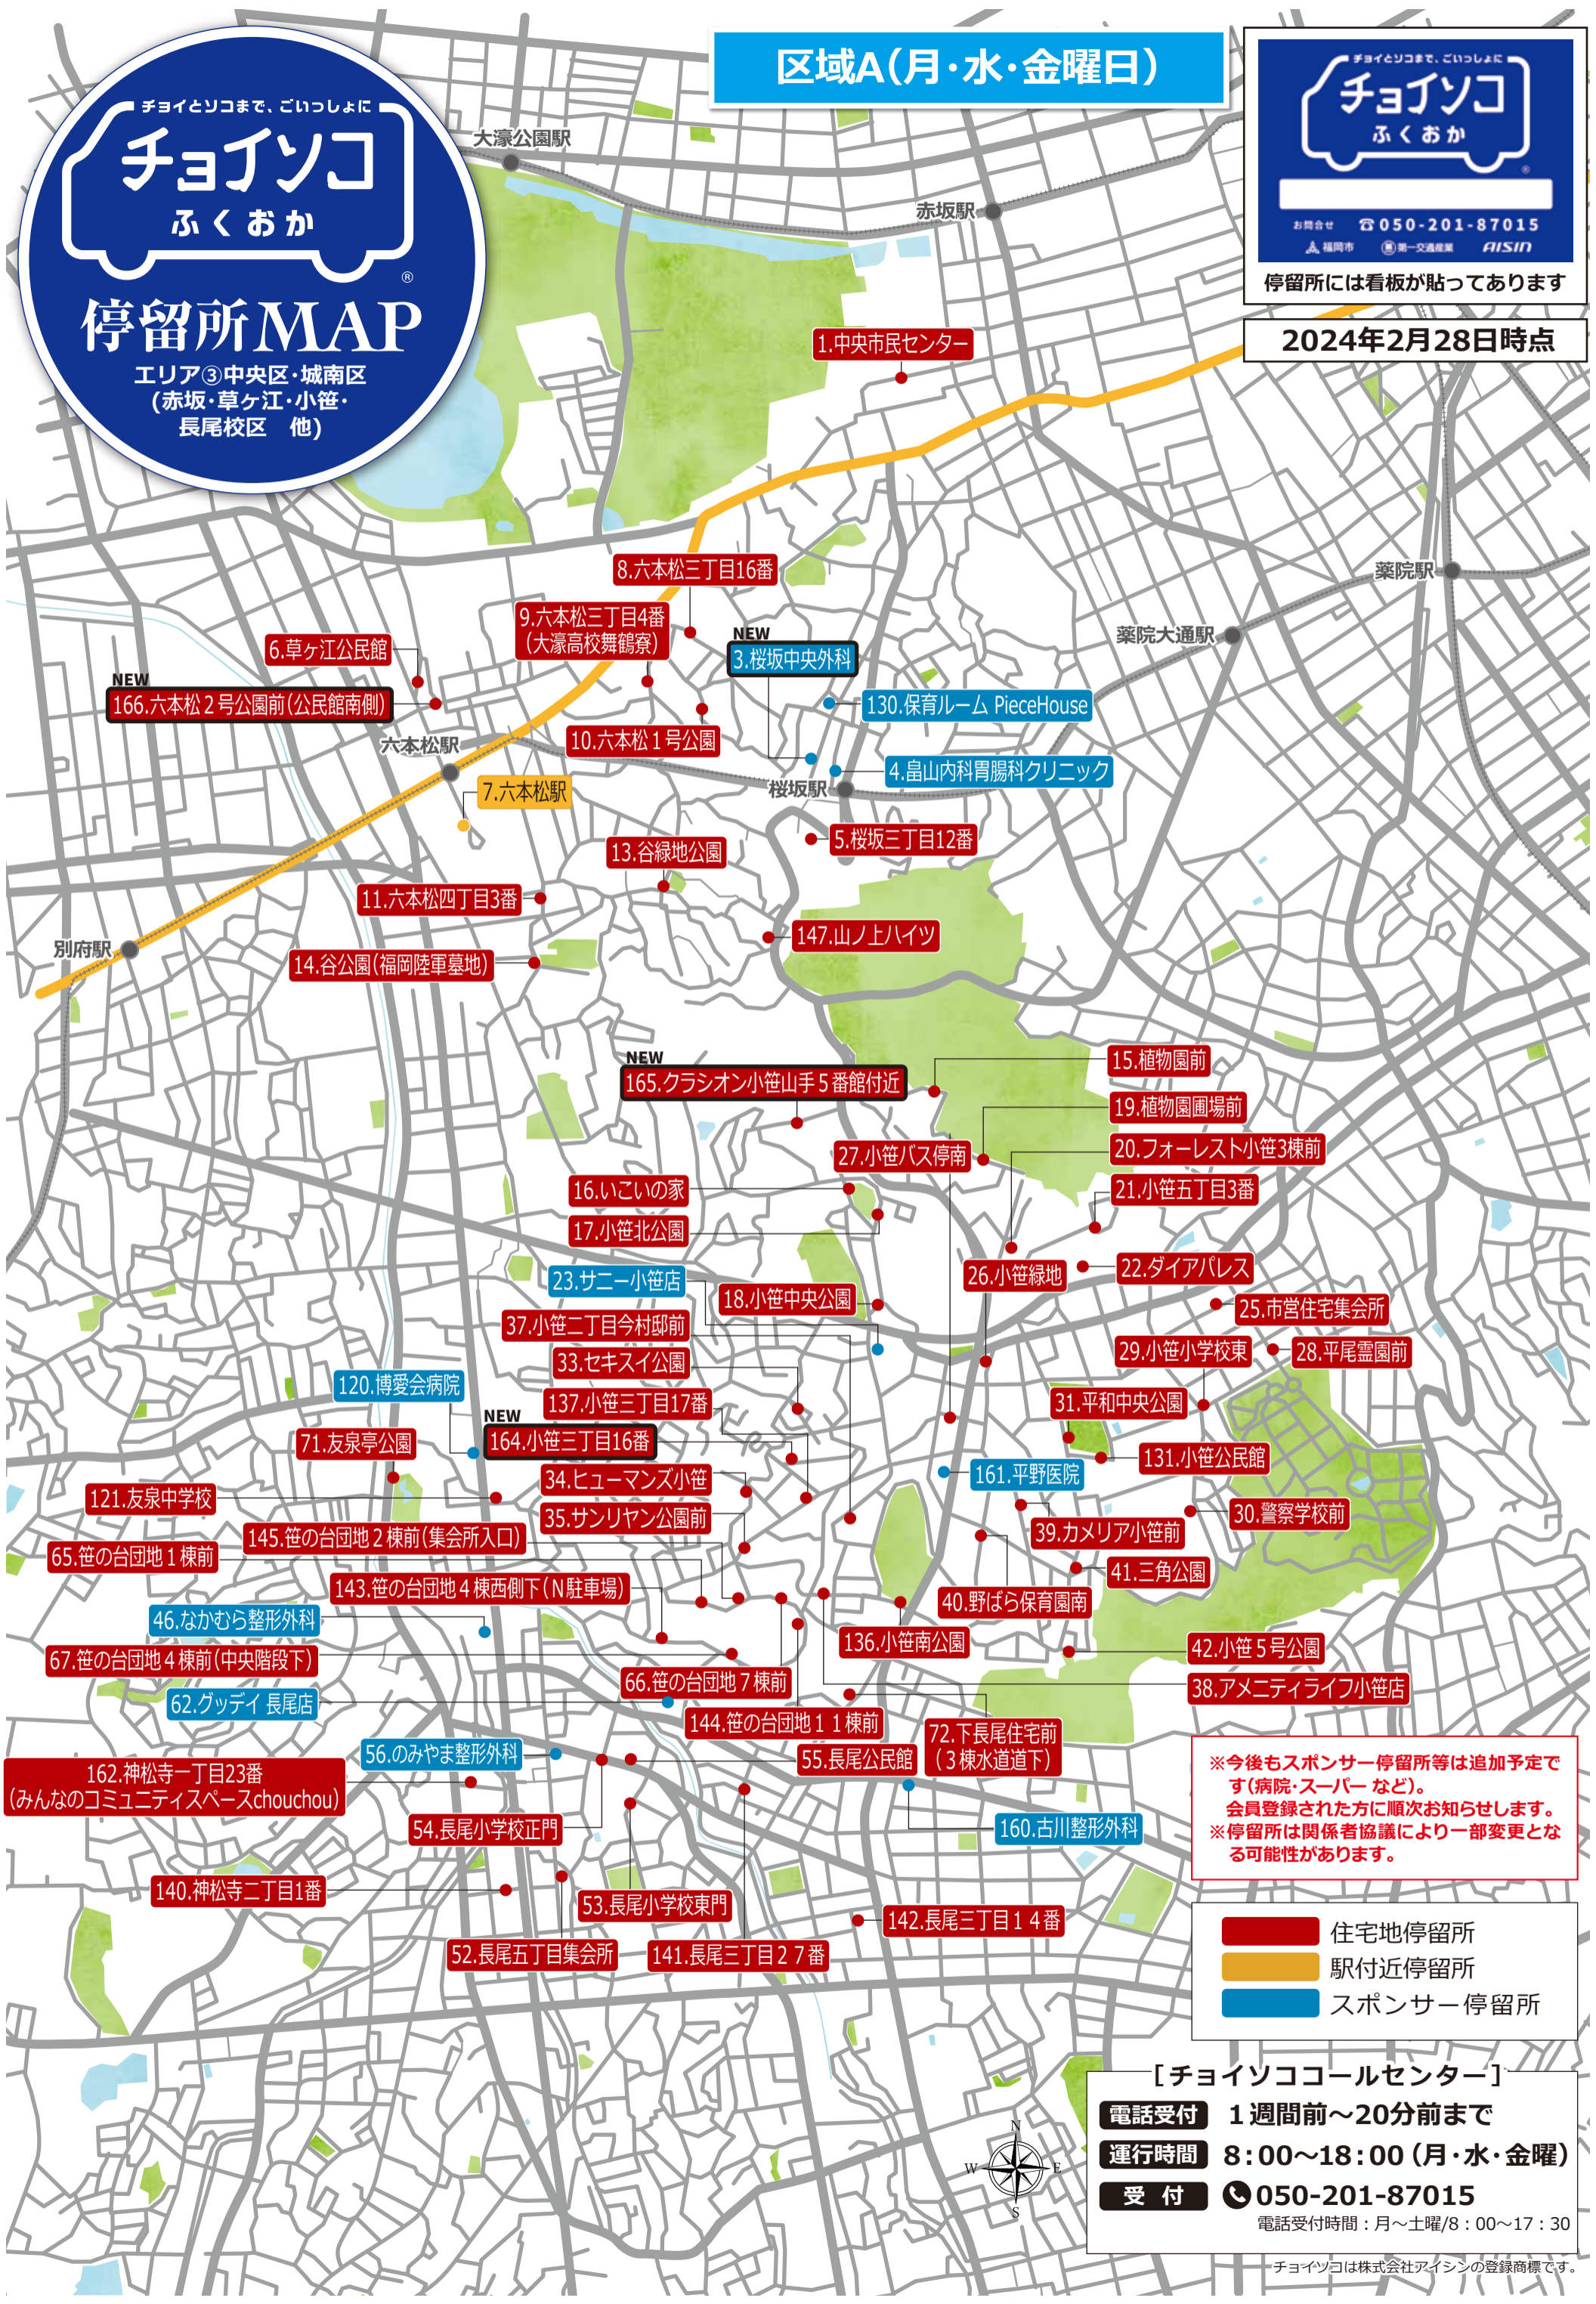 区域A(月・水・金曜日)
チョイとソコまで、ごいっしょに
チョイソコ
ふくおか
®
停留所MAP
エリア③中央区・城南区
(赤坂・草ヶ江・小笹・
長尾校区　他)
チョイとソコまで、ごいっしょに
チョイソコ
ふくおか
®
お問合せ ☎050-201-87015
福岡市 第一交通産業 AISIN
停留所には看板が貼ってあります
2024年2月28日時点
大濠公園駅
赤坂駅
1.中央市民センター
8.六本松三丁目16番
薬院駅
9.六本松三丁目4番
(大濠高校舞鶴寮)
NEW
3.桜坂中央外科
薬院大通駅
6.草ヶ江公民館
NEW
166.六本松２号公園前(公民館南側)
130.保育ルーム PieceHouse
10.六本松１号公園
六本松駅
4.畠山内科胃腸科クリニック
7.六本松駅
桜坂駅
5.桜坂三丁目12番
13.谷緑地公園
11.六本松四丁目3番
147.山ノ上ハイツ
別府駅
14.谷公園(福岡陸軍墓地)
NEW
165.クラシオン小笹山手５番館付近
15.植物園前
19.植物園圃場前
27.小笹バス停南
20.フォーレスト小笹3棟前
16.いこいの家
21.小笹五丁目3番
17.小笹北公園
23.サニー小笹店
26.小笹緑地
22.ダイアパレス
18.小笹中央公園
25.市営住宅集会所
37.小笹二丁目今村邸前
29.小笹小学校東
28.平尾霊園前
33.セキスイ公園
120.博愛会病院
137.小笹三丁目17番
31.平和中央公園
NEW
164.小笹三丁目16番
71.友泉亭公園
131.小笹公民館
34.ヒューマンズ小笹
161.平野医院
121.友泉中学校
35.サンリヤン公園前
30.警察学校前
39.カメリア小笹前
145.笹の台団地２棟前(集会所入口)
65.笹の台団地１棟前
41.三角公園
143.笹の台団地４棟西側下(Ｎ駐車場)
40.野ばら保育園南
46.なかむら整形外科
136.小笹南公園
42.小笹５号公園
67.笹の台団地４棟前(中央階段下)
66.笹の台団地７棟前
38.アメニティライフ小笹店
62.グッデイ 長尾店
144.笹の台団地１１棟前
72.下長尾住宅前
(３棟水道道下)
56.のみやま整形外科
55.長尾公民館
162.神松寺一丁目23番
(みんなのコミュニティスペースchouchou)
54.長尾小学校正門
160.古川整形外科
140.神松寺二丁目1番
53.長尾小学校東門
142.長尾三丁目１４番
52.長尾五丁目集会所
141.長尾三丁目２７番
※今後もスポンサー停留所等は追加予定で
す(病院・スーパー など)。
会員登録された方に順次お知らせします。
※停留所は関係者協議により一部変更とな
る可能性があります。
住宅地停留所
駅付近停留所
スポンサー停留所
［チョイソココールセンター］
電話受付 １週間前～20分前まで
運行時間 8：00～18：00（月・水・金曜）
受　付 050-201-87015
電話受付時間：月～土曜/8：00～17：30
N
W E
S
チョイソコは株式会社アイシンの登録商標です。